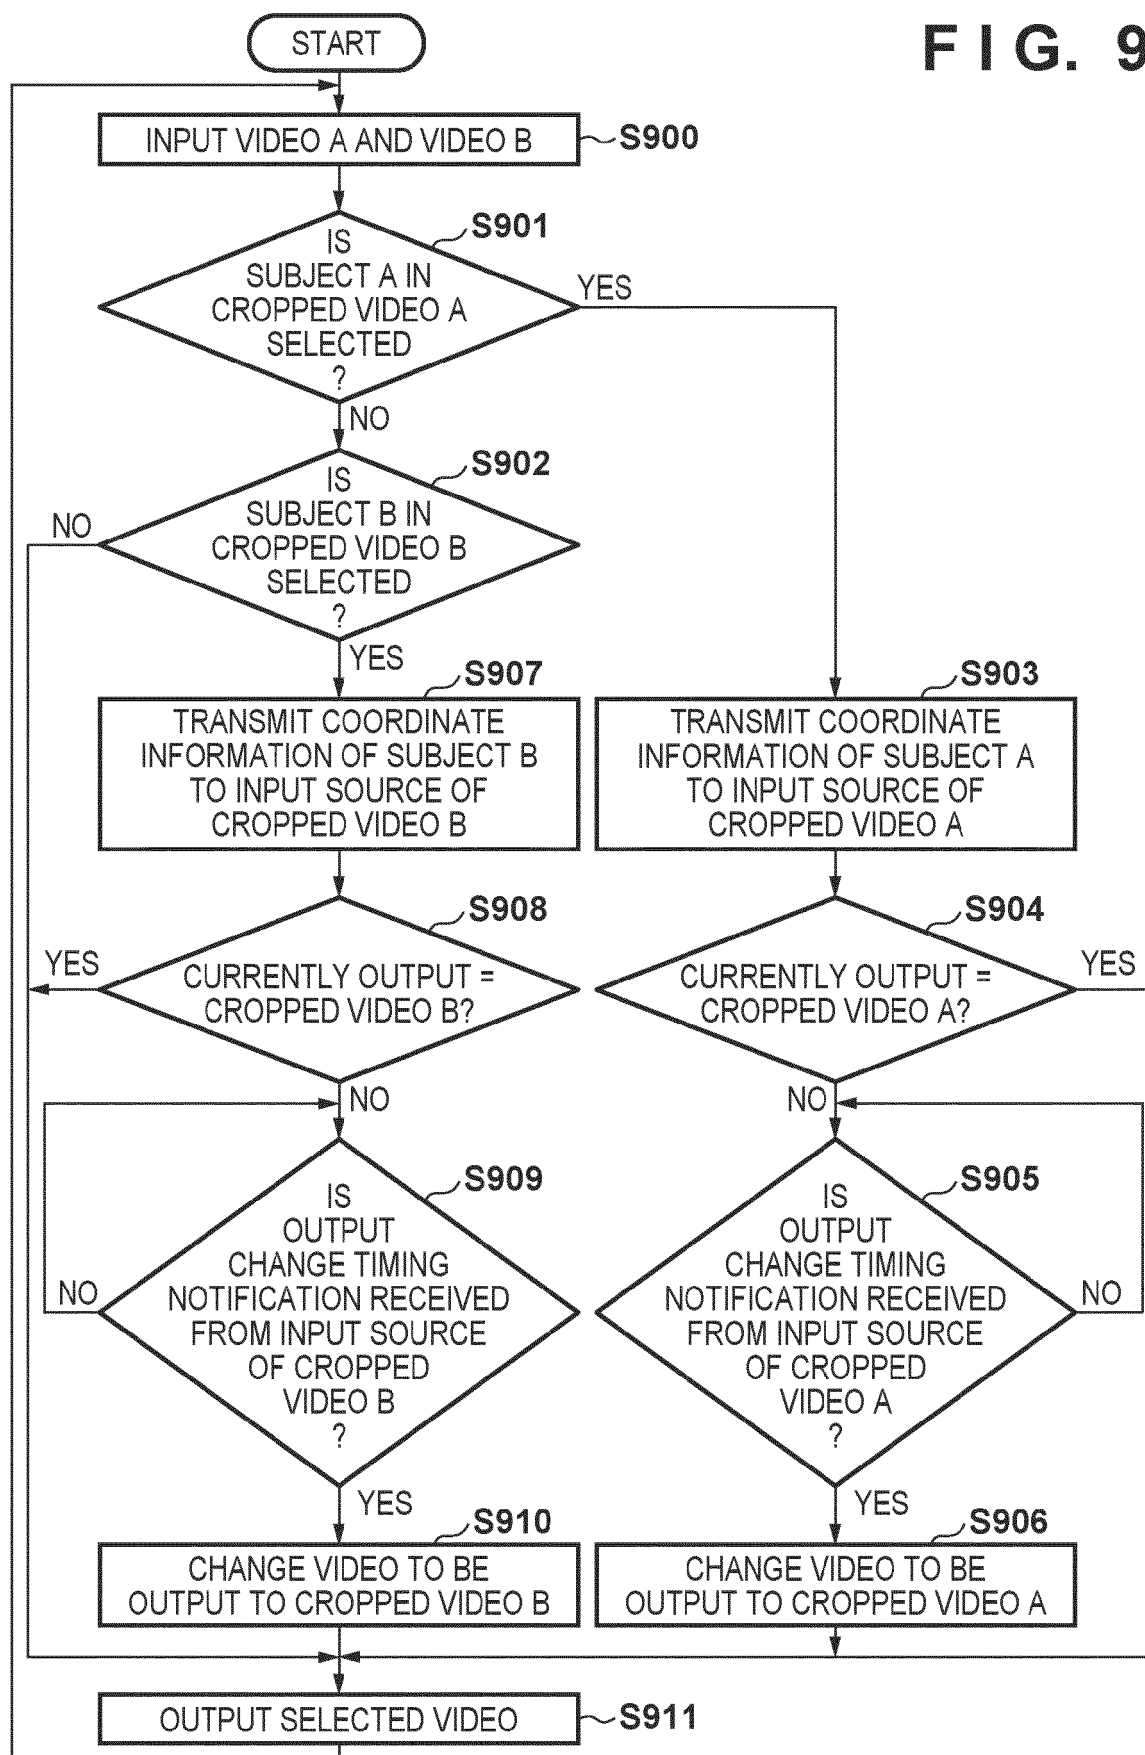 START
F I G. 9
INPUT VIDEO A AND VIDEO B
S900
S901
IS
SUBJECT A IN
CROPPED VIDEO A
SELECTED
?
YES
NO
S902
IS
SUBJECT B IN
CROPPED VIDEO B
SELECTED
?
NO
YES
S907
TRANSMIT COORDINATE
INFORMATION OF SUBJECT B
TO INPUT SOURCE OF
CROPPED VIDEO B
S903
TRANSMIT COORDINATE
INFORMATION OF SUBJECT A
TO INPUT SOURCE OF
CROPPED VIDEO A
S908
CURRENTLY OUTPUT =
CROPPED VIDEO B?
YES
NO
S904
CURRENTLY OUTPUT =
CROPPED VIDEO A?
YES
NO
S909
IS
OUTPUT
CHANGE TIMING
NOTIFICATION RECEIVED
FROM INPUT SOURCE
OF CROPPED
VIDEO B
?
NO
YES
S905
IS
OUTPUT
CHANGE TIMING
NOTIFICATION RECEIVED
FROM INPUT SOURCE
OF CROPPED
VIDEO A
?
NO
YES
S910
CHANGE VIDEO TO BE
OUTPUT TO CROPPED VIDEO B
S906
CHANGE VIDEO TO BE
OUTPUT TO CROPPED VIDEO A
OUTPUT SELECTED VIDEO
S911